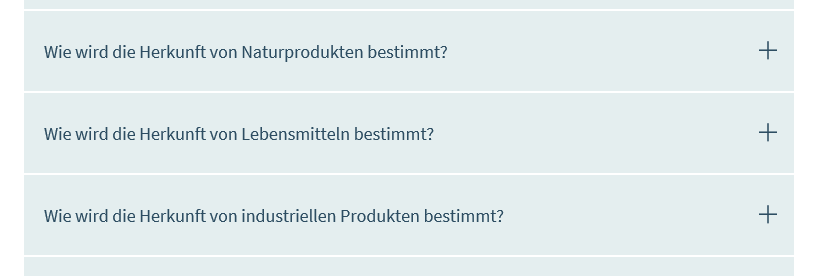 Wie wird die Herkunft von Naturprodukten bestimmt?
Wie wird die Herkunft von Lebensmitteln bestimmt?
Wie wird die Herkunft von industriellen Produkten bestimmt?